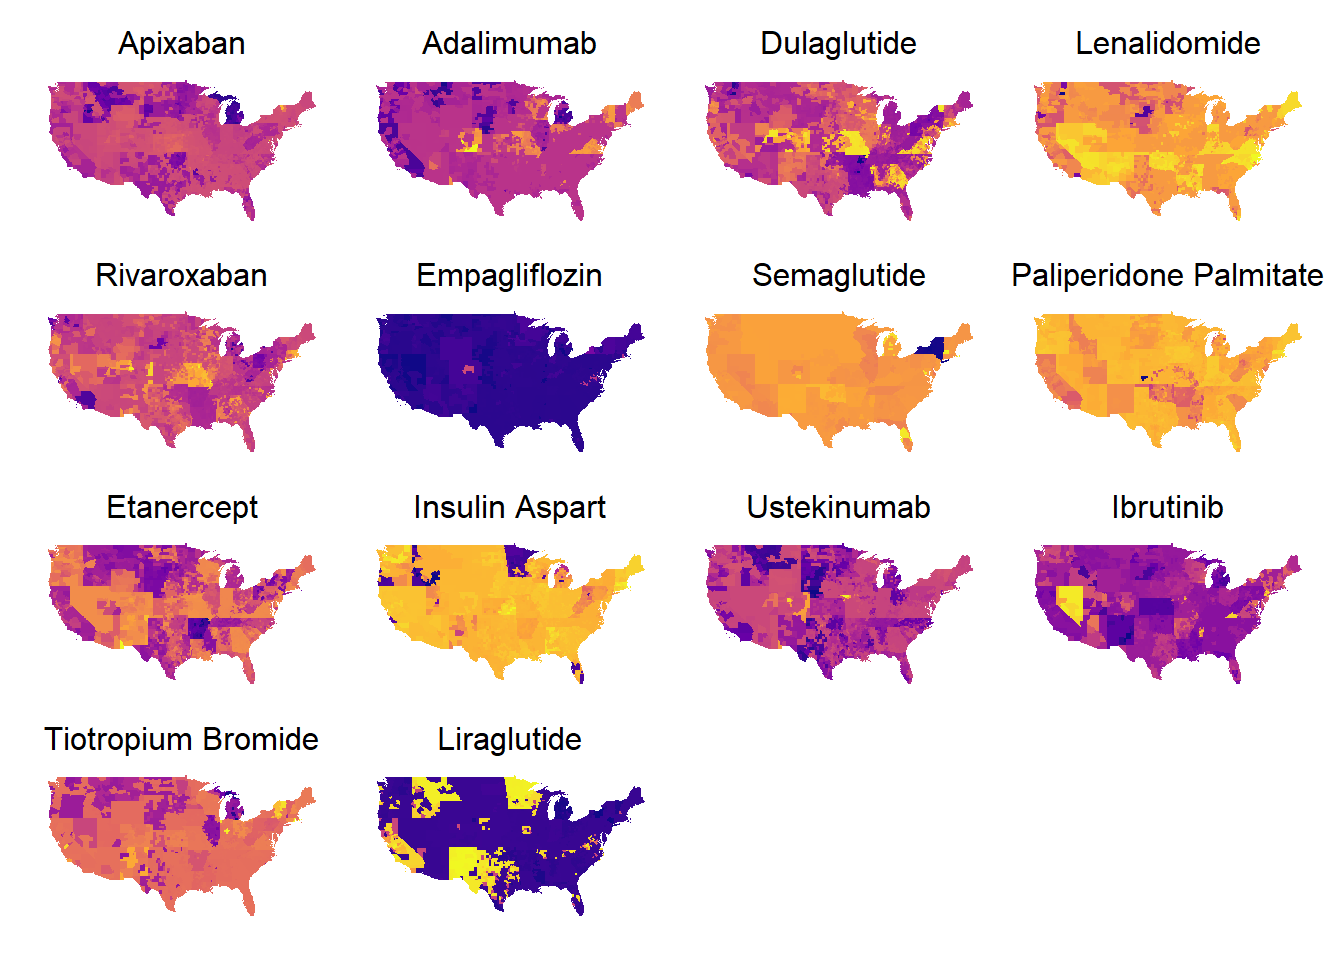 Apixaban
Adalimumab
Dulaglutide
Lenalidomide
Rivaroxaban
Empagliflozin
Semaglutide
Paliperidone Palmitate
Etanercept
Insulin Aspart
Ustekinumab
Ibrutinib
Tiotropium Bromide
Liraglutide